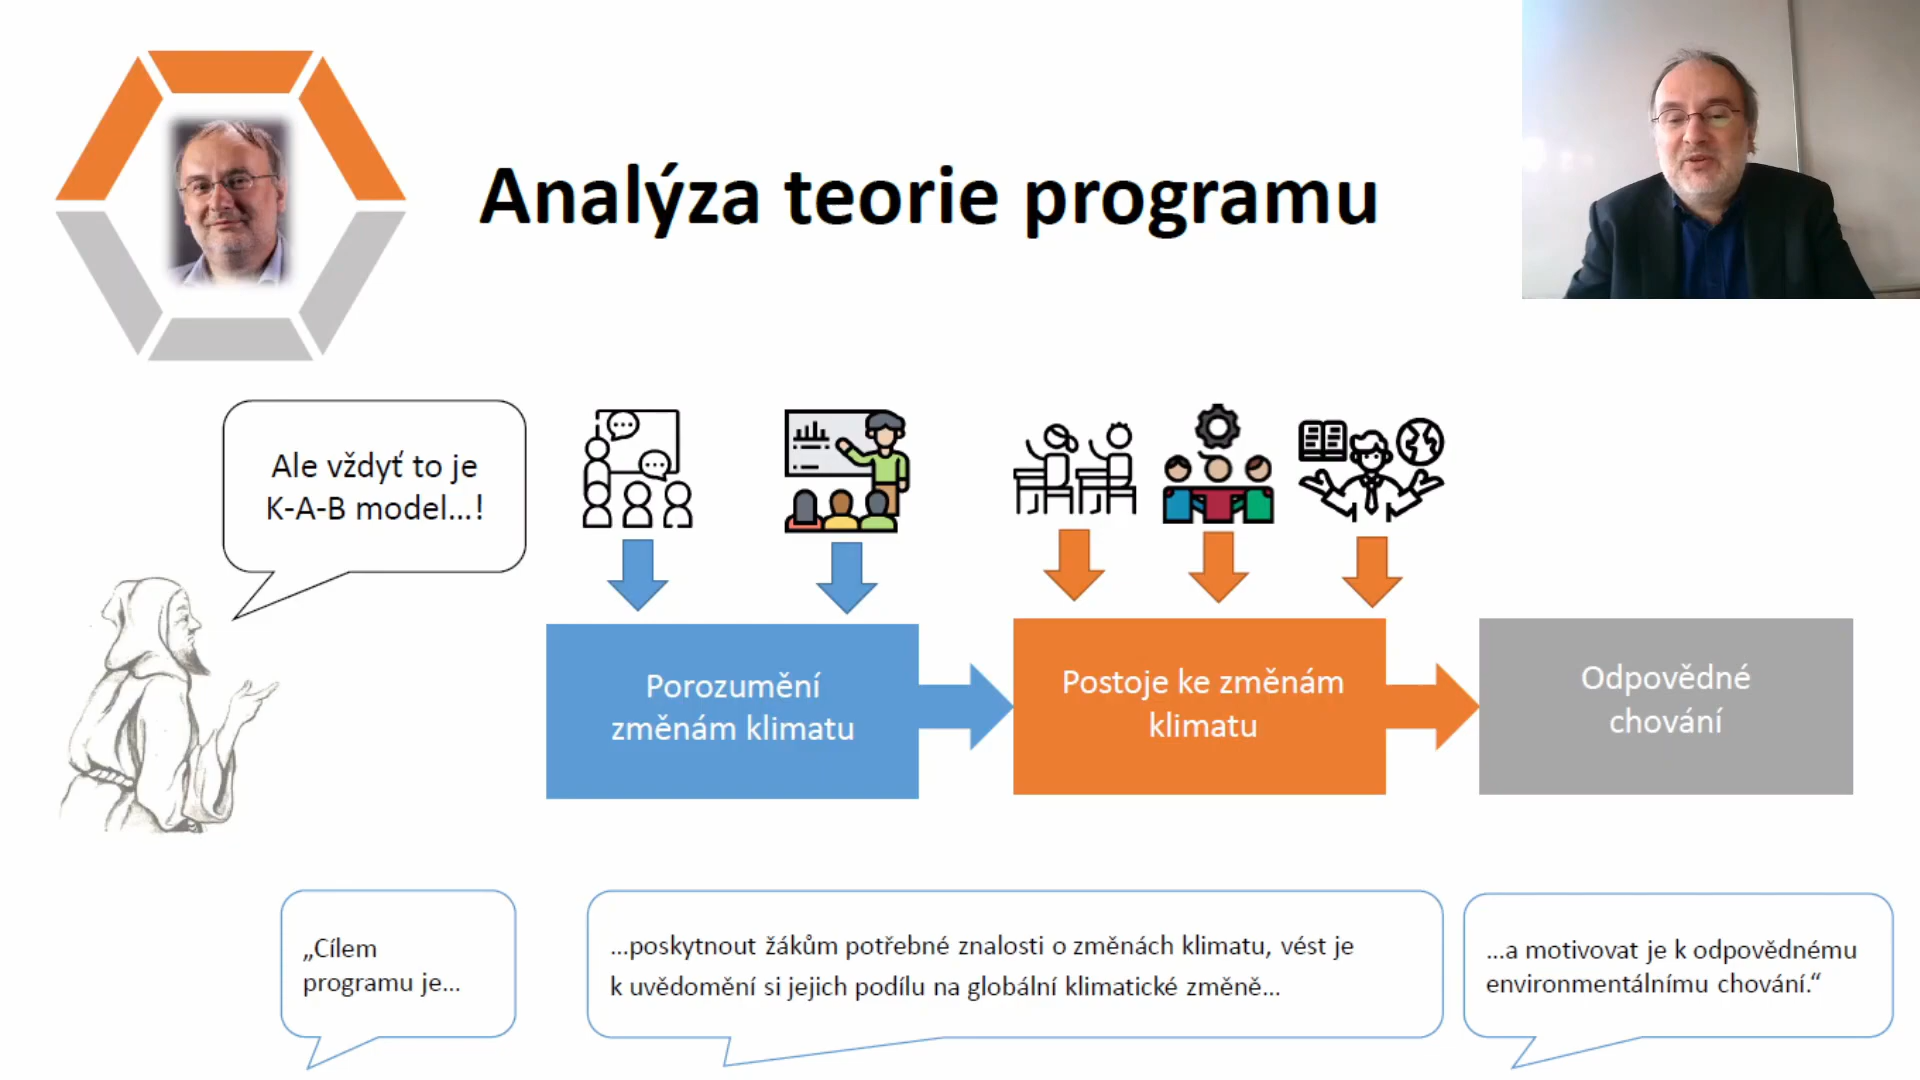 Analýza teorie programu
Ale vždyť to je
K-A-B model...!
Porozumění
změnám klimatu
Postoje ke změnám
klimatu
Odpovědné
chování
„Cílem
programu je...
...poskytnout žákům potřebné znalosti o změnách klimatu, vést je
k uvědomění si jejich podílu na globální klimatické změně...
...a motivovat je k odpovědnému
environmentálnímu chování.“